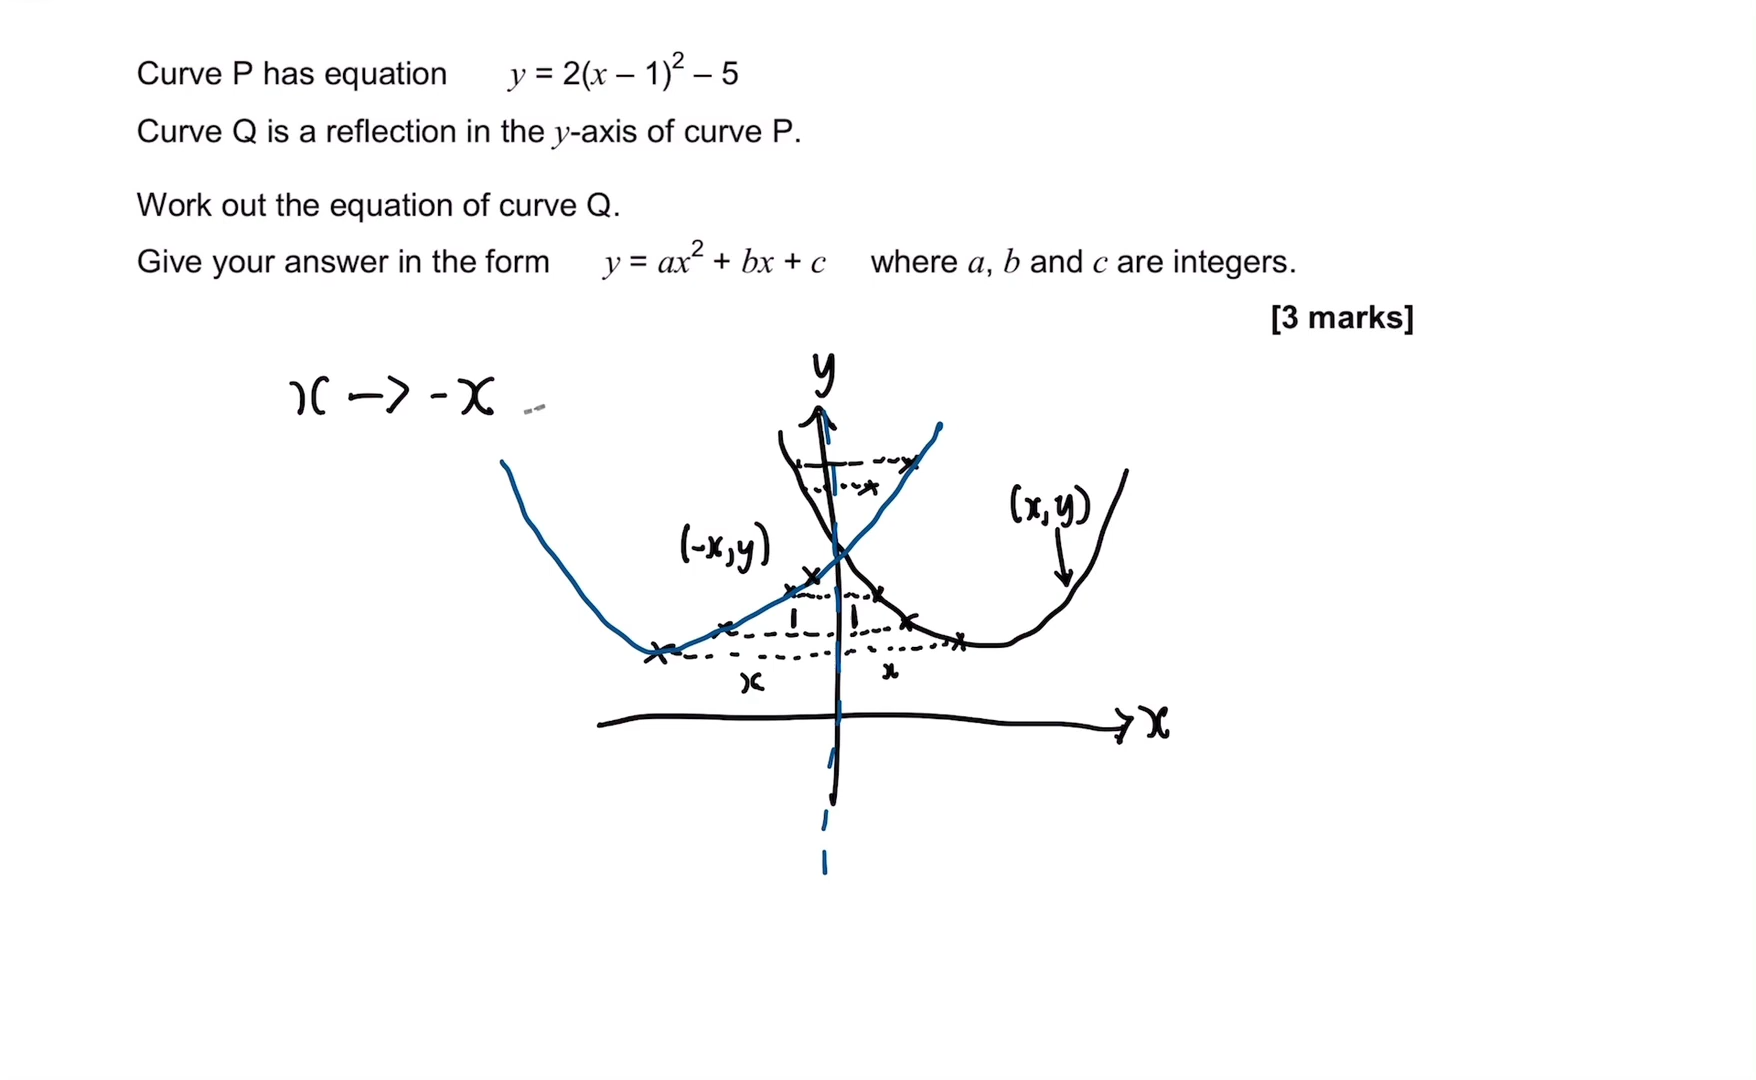 Curve P has equation y = 2(x – 1)² – 5
Curve Q is a reflection in the y-axis of curve P.
Work out the equation of curve Q.
Give your answer in the form y = ax² + bx + c where a, b and c are integers.
[3 marks]
y
x -> -x
(x,y)
(-x,y)
1 1
x x
x